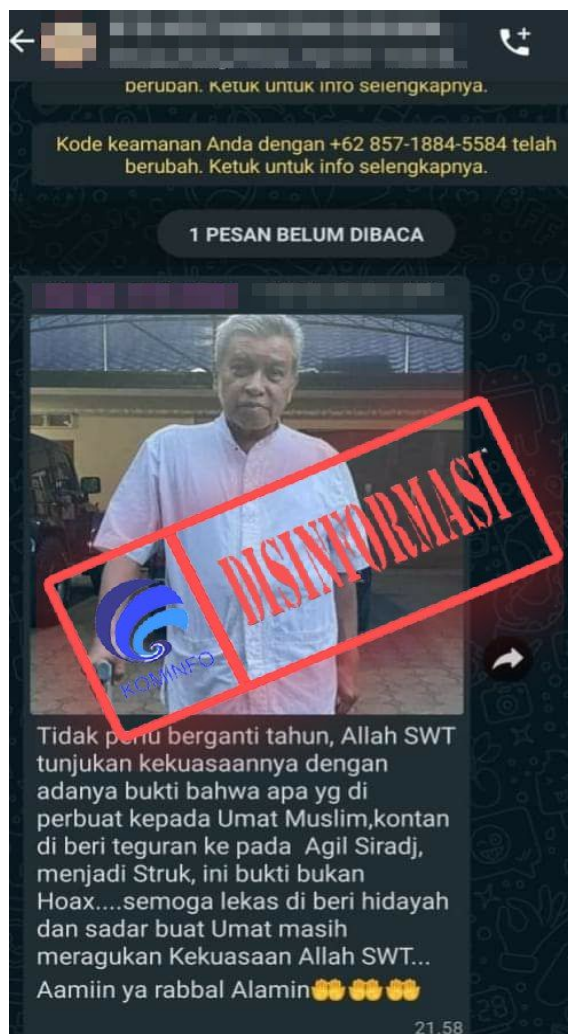 berubah. Ketuk untuk info selengkapnya.
Kode keamanan Anda dengan +62 857-1884-5584 telah
berubah. Ketuk untuk info selengkapnya.
1 PESAN BELUM DIBACA
DISINFORMASI
KOMINFO
Tidak perlu berganti tahun, Allah SWT
tunjukan kekuasaannya dengan
adanya bukti bahwa apa yg di
perbuat kepada Umat Muslim,kontan
di beri teguran ke pada Agil Siradj,
menjadi Struk, ini bukti bukan
Hoax....semoga lekas di beri hidayah
dan sadar buat Umat masih
meragukan Kekuasaan Allah SWT...
Aamiin ya rabbal Alamin🤲🤲🤲
21.58